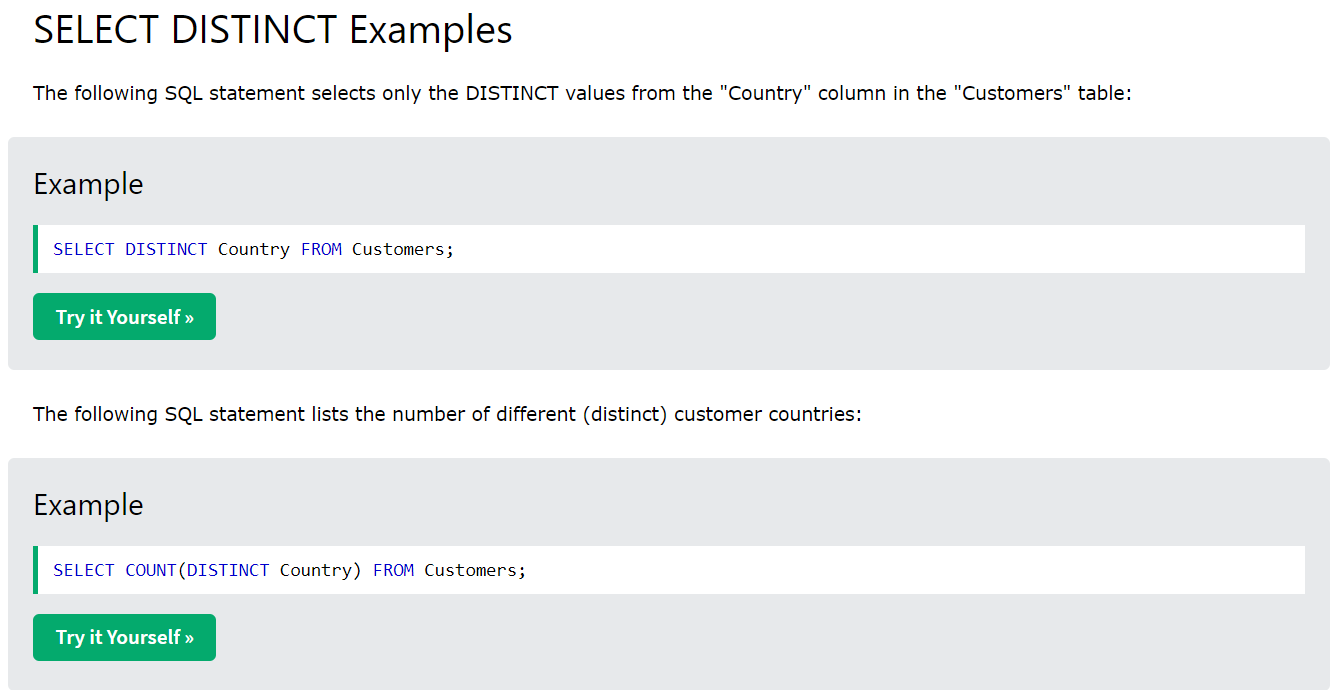 SELECT DISTINCT Examples
The following SQL statement selects only the DISTINCT values from the "Country" column in the "Customers" table:
Example
SELECT DISTINCT Country FROM Customers;
Try it Yourself »
The following SQL statement lists the number of different (distinct) customer countries:
Example
SELECT COUNT(DISTINCT Country) FROM Customers;
Try it Yourself »